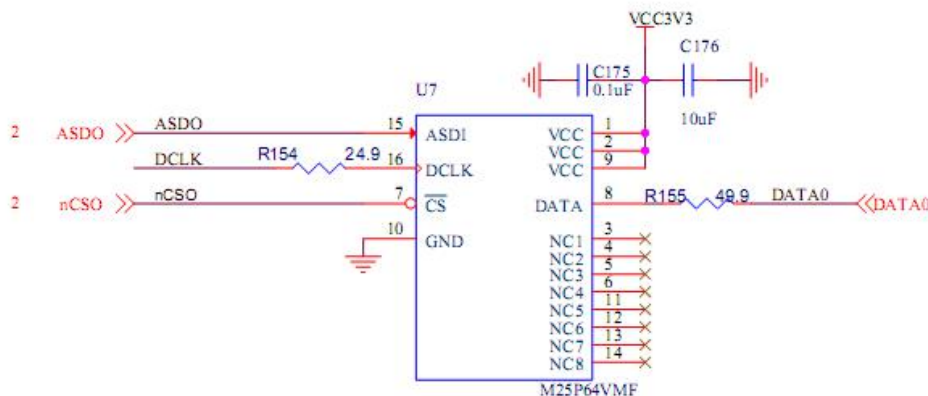 VCC3V3
C175
0.1uF
C176
10uF
U7
2 ASDO ASDO 15 ASDI
DCLK R154 24.9 16 DCLK
2 nCSO nCSO 7 CS
10 GND
VCC 1
VCC 2
VCC 9
DATA 8 R155 49.9 DATA0 DATA0
NC1 3
NC2 4
NC3 5
NC4 6
NC5 11
NC6 12
NC7 13
NC8 14
M25P64VMF